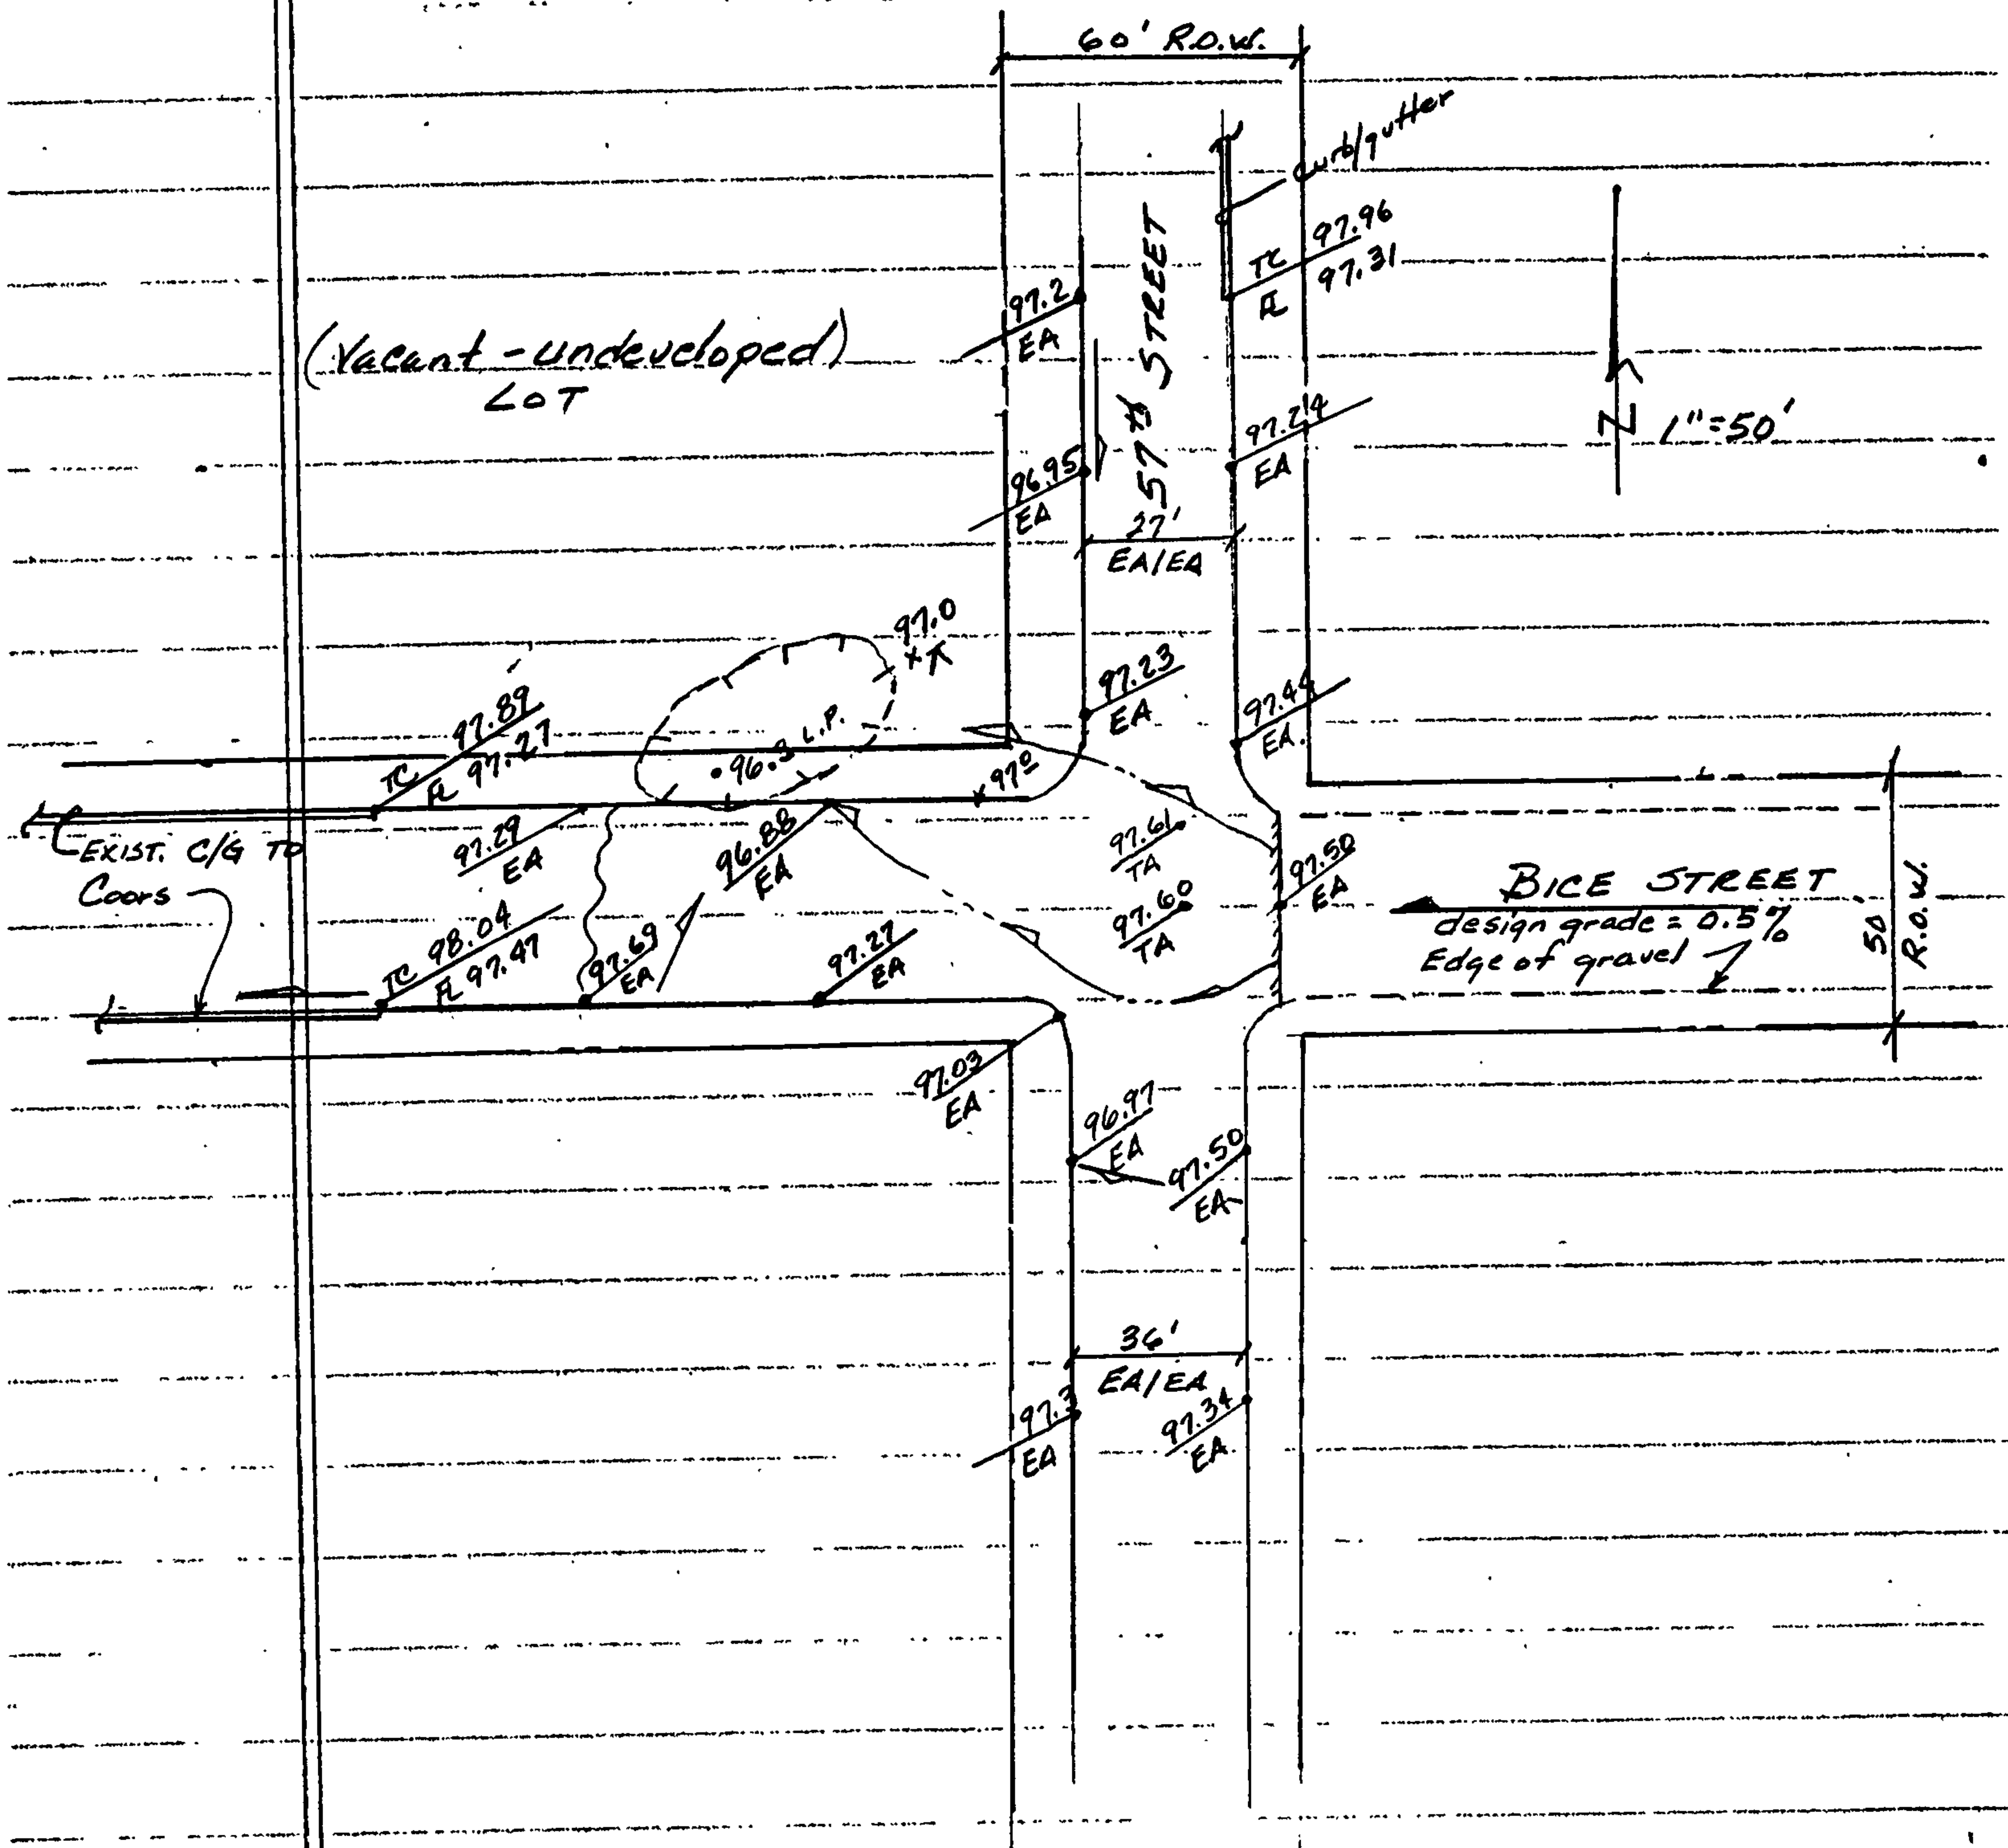 60' R.O.W.
curb/gutter
TC 97.96
FL 97.31
57th STREET
97.2
EA
(Vacant - undeveloped)
LOT
N 1"=50'
97.24
EA
96.95
EA
27'
EA/EA
97.0
97.23
EA
97.44
EA.
TC 97.89
FL 97.27
.96.3 L.P.
x 97.0
EXIST. C/G TO
Coors
97.29
EA
96.88
EA
97.61
TA
97.50
EA
97.60
TA
BICE STREET
design grade = 0.5%
Edge of gravel
50
R.O.W.
TC 98.04
FL 97.47
97.69
EA
97.27
EA
97.03
EA
96.97
EA
97.50
EA
36'
EA/EA
97.3
EA
97.34
EA